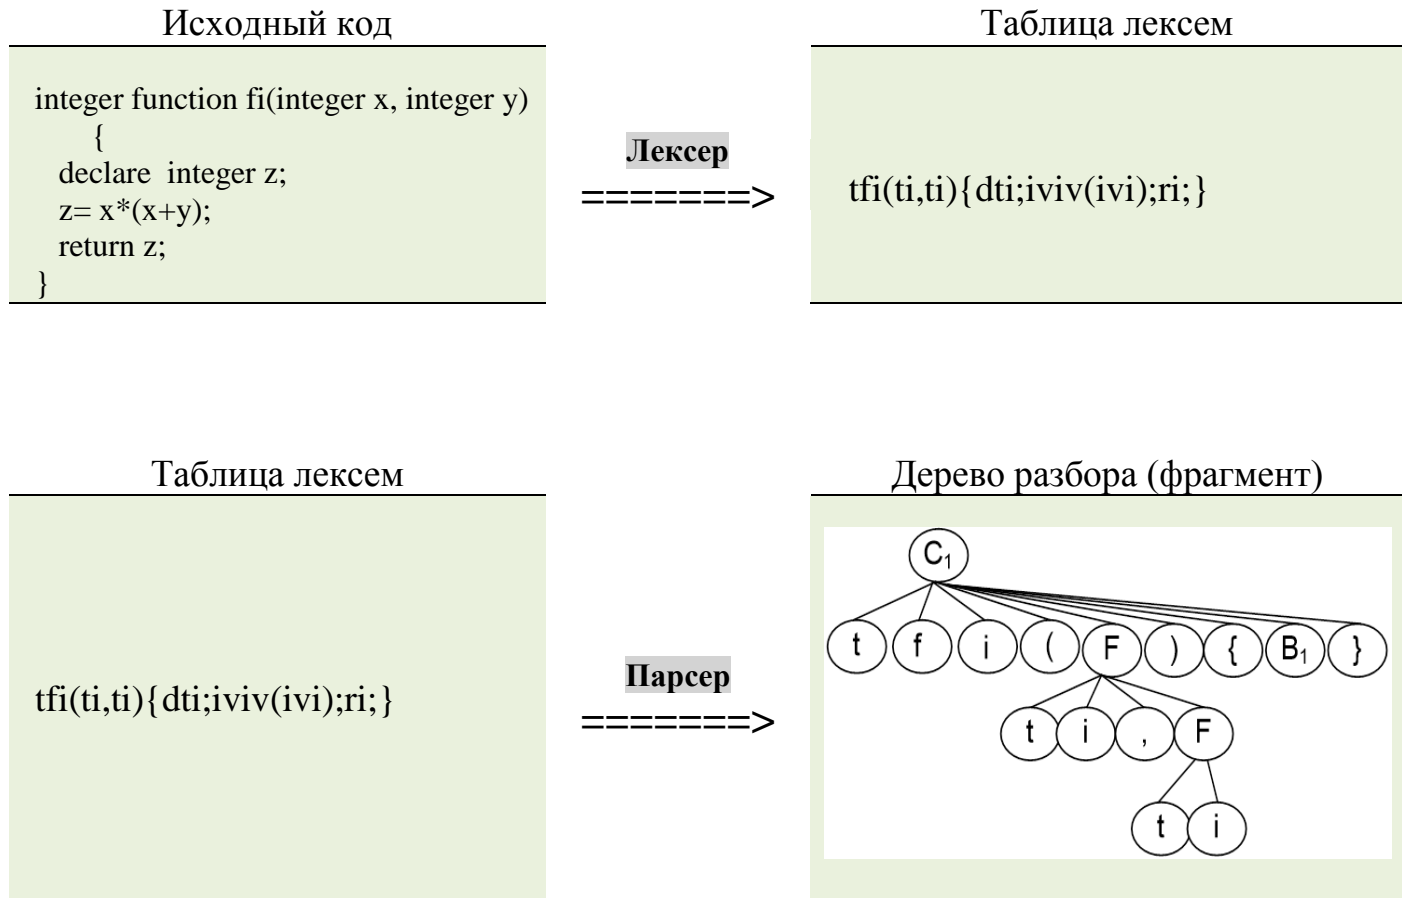 Исходный код
Таблица лексем
integer function fi(integer x, integer y)
{
declare  integer z;
z= x*(x+y);
return z;
}
Лексер
=======>
tfi(ti,ti){dti;iviv(ivi);ri;}
Таблица лексем
Дерево разбора (фрагмент)
tfi(ti,ti){dti;iviv(ivi);ri;}
Парсер
=======>
C₁
t f i ( F ) { B₁ }
t i , F
t i